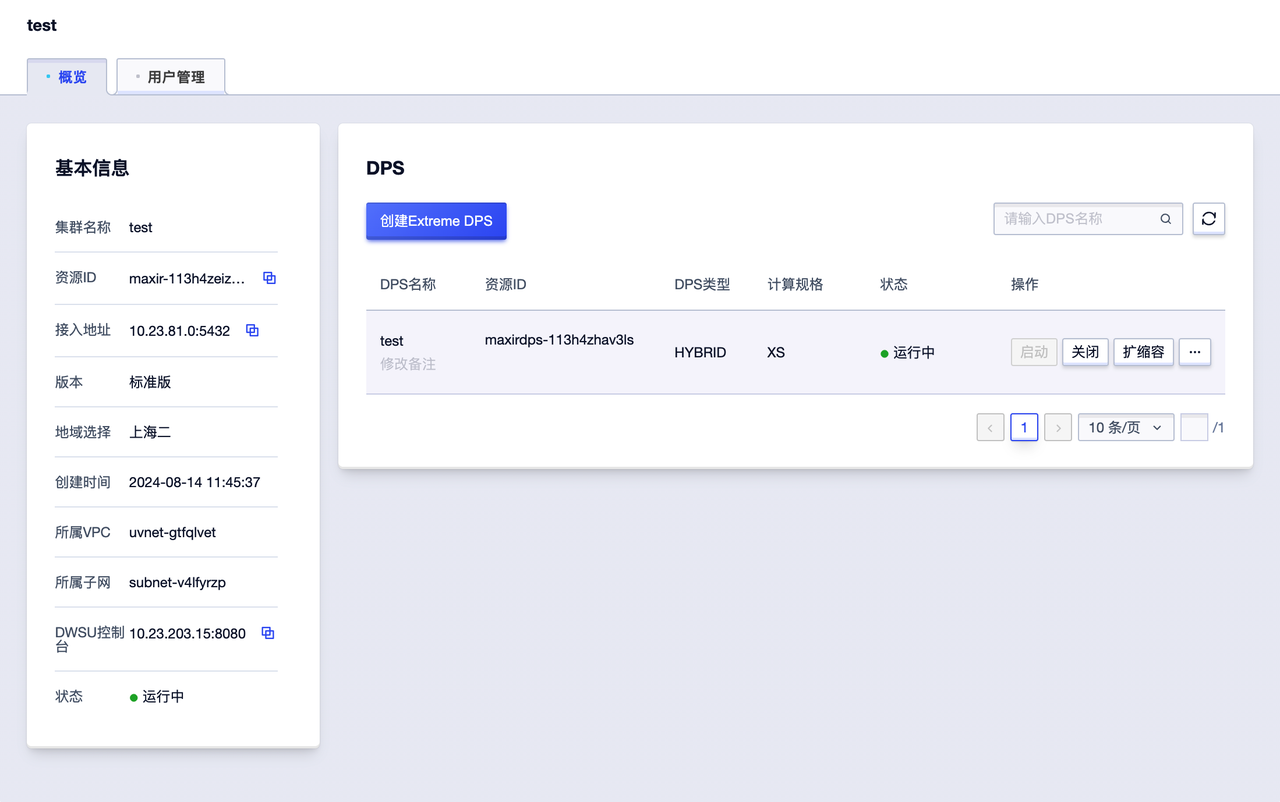 test
概览
用户管理
基本信息
集群名称 test
资源ID maxir-113h4zeiz...
接入地址 10.23.81.0:5432
版本 标准版
地域选择 上海二
创建时间 2024-08-14 11:45:37
所属VPC uvnet-gtfqlvet
所属子网 subnet-v4lfyrzp
DWSU控制台 10.23.203.15:8080
状态 运行中
DPS
创建Extreme DPS
请输入DPS名称
DPS名称 资源ID DPS类型 计算规格 状态 操作
test maxirdps-113h4zhav3ls HYBRID XS 运行中 启动 关闭 扩缩容 ···
修改备注
< 1 > 10 条/页 /1